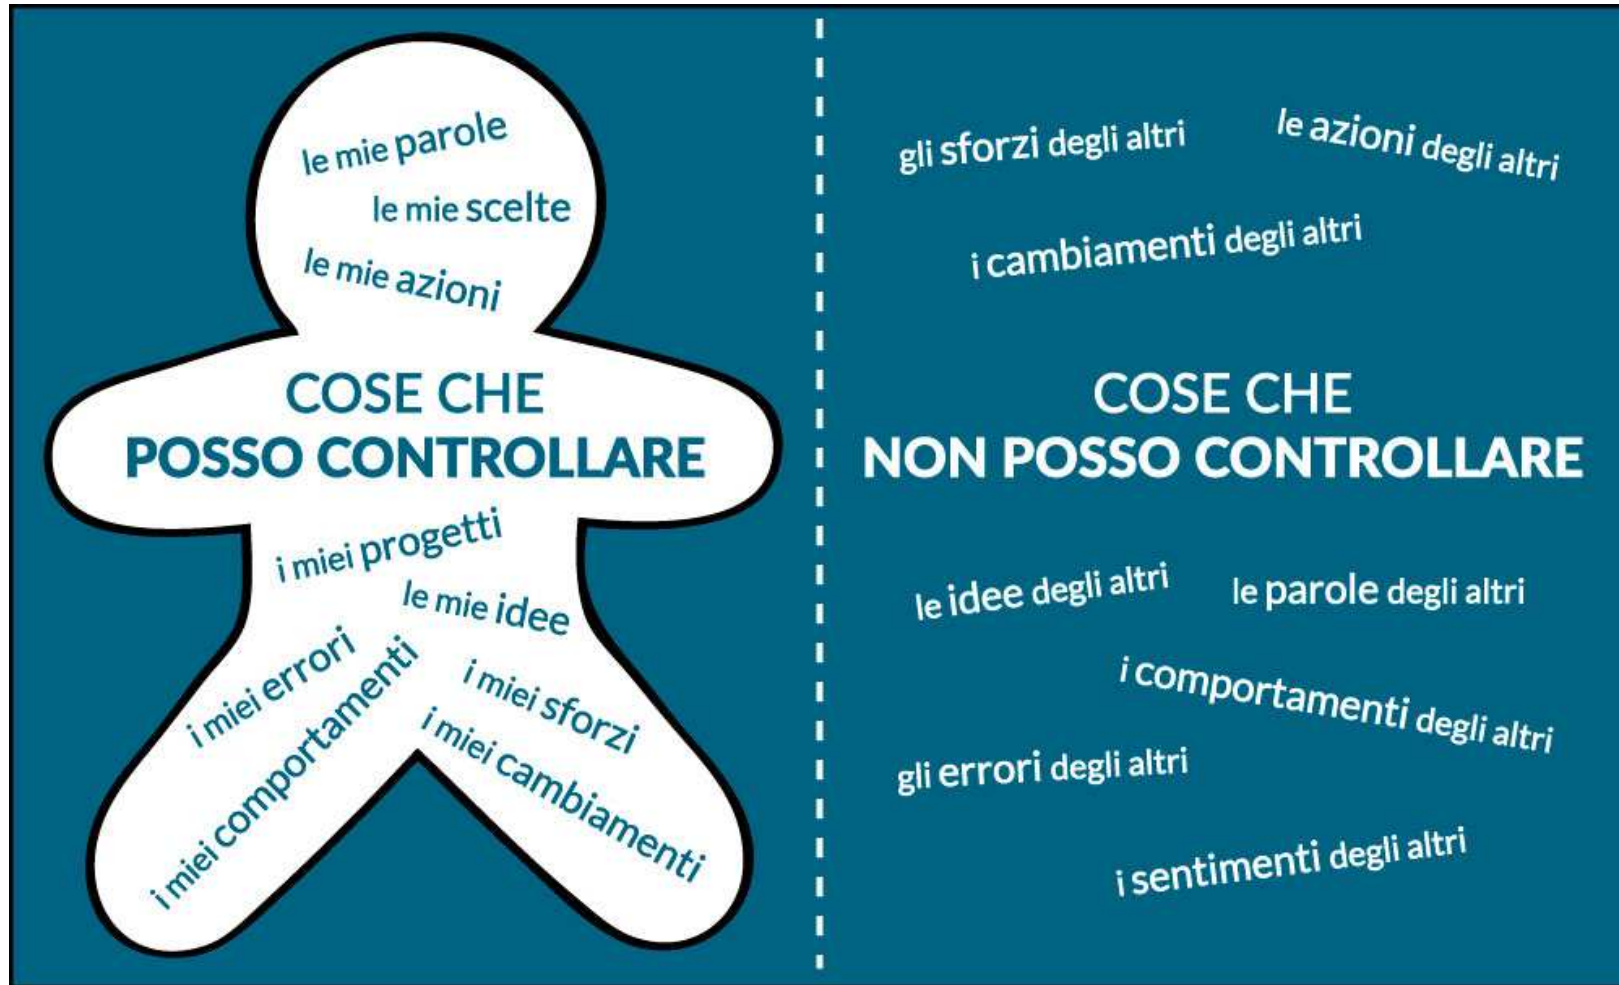 le mie parole
le mie scelte
le mie azioni
COSE CHE
POSSO CONTROLLARE
i miei progetti
le mie idee
i miei errori
i miei comportamenti
i miei sforzi
i miei cambiamenti
gli sforzi degli altri
le azioni degli altri
i cambiamenti degli altri
COSE CHE
NON POSSO CONTROLLARE
le idee degli altri
le parole degli altri
i comportamenti degli altri
gli errori degli altri
i sentimenti degli altri